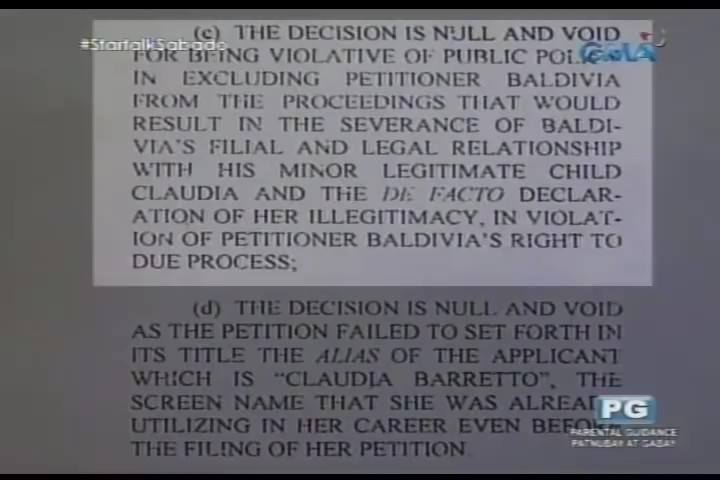 (c) THE DECISION IS NULL AND VOID
#StartalkSabado
GMA
FOR BEING VIOLATIVE OF PUBLIC POLICY
IN EXCLUDING PETITIONER BALDIVIA
FROM THE PROCEEDINGS THAT WOULD
RESULT IN THE SEVERANCE OF BALDI-
VIA'S FILIAL AND LEGAL RELATIONSHIP
WITH HIS MINOR LEGITIMATE CHILD
CLAUDIA AND THE DE FACTO DECLAR-
ATION OF HER ILLEGITIMACY, IN VIOLAT-
ION OF PETITIONER BALDIVIA'S RIGHT TO
DUE PROCESS;
(d) THE DECISION IS NULL AND VOID
AS THE PETITION FAILED TO SET FORTH IN
ITS TITLE THE ALIAS OF THE APPLICANT
WHICH IS "CLAUDIA BARRETTO", THE
SCREEN NAME THAT SHE WAS ALREADY
UTILIZING IN HER CAREER EVEN BEFORE
THE FILING OF HER PETITION.
PG
PARENTAL GUIDANCE
PATNUBAY AT GABAY